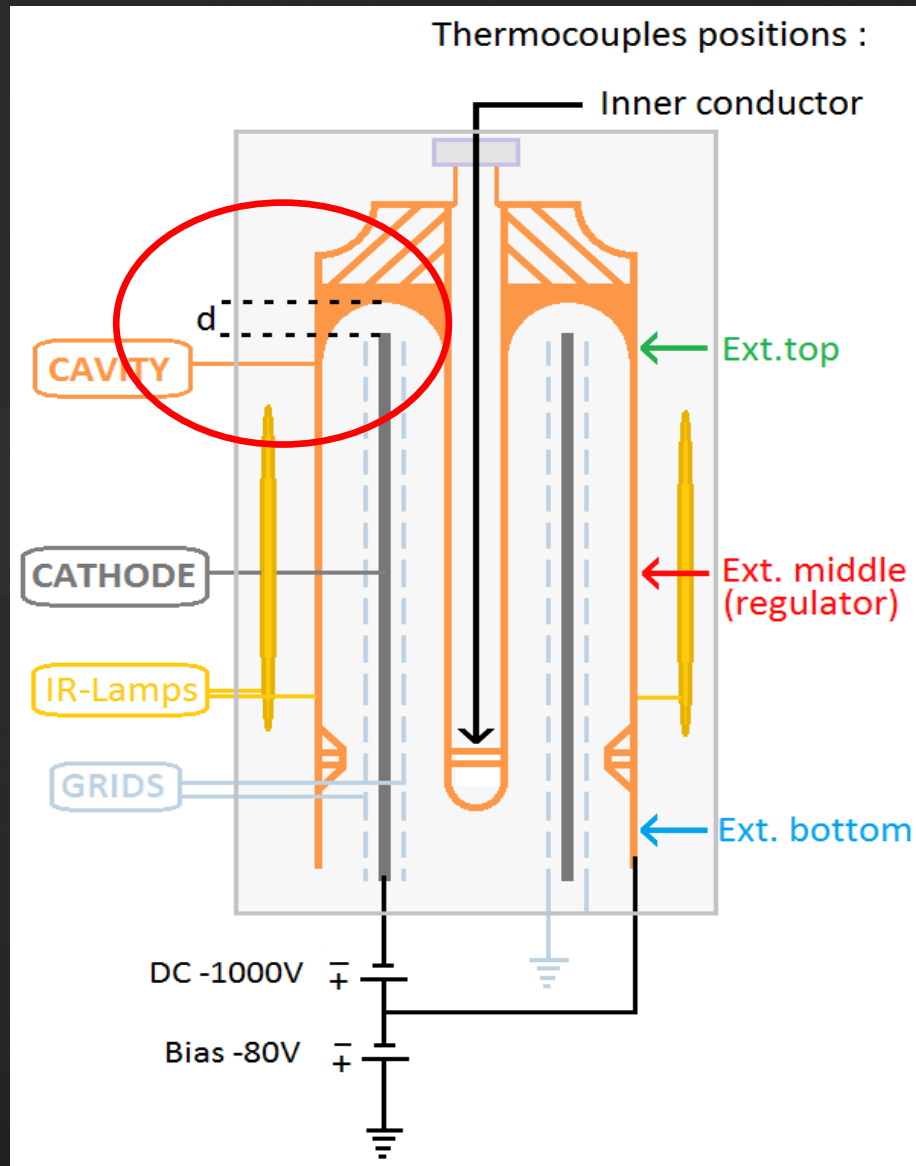 Thermocouples positions :
Inner conductor
d
Ext.top
CAVITY
CATHODE
Ext. middle
(regulator)
IR-Lamps
GRIDS
Ext. bottom
DC -1000V
−
+
Bias -80V
−
+